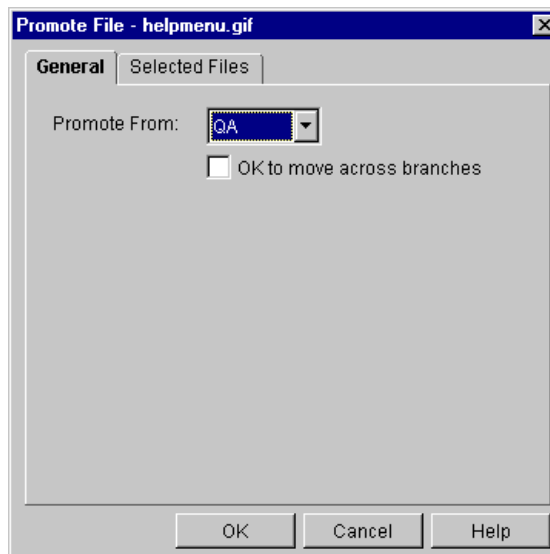 Promote File - helpmenu.gif
General Selected Files
Promote From: QA
OK to move across branches
OK Cancel Help